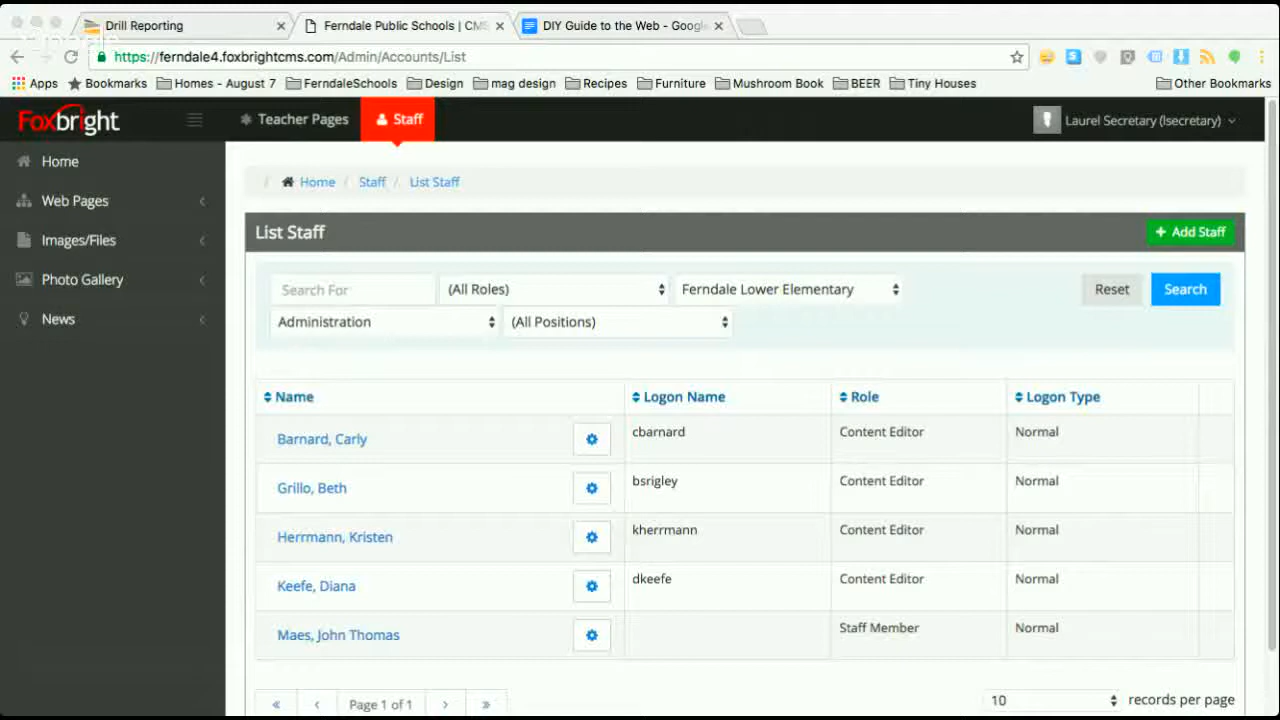 Drill Reporting
Ferndale Public Schools | CMS
DIY Guide to the Web - Google
https://ferndale4.foxbrightcms.com/Admin/Accounts/List
Apps Bookmarks Homes - August 7 FerndaleSchools Design mag design Recipes Furniture Mushroom Book BEER Tiny Houses Other Bookmarks
Foxbright Teacher Pages Staff Laurel Secretary (lsecretary)
Home
Web Pages
Images/Files
Photo Gallery
News
/ Home / Staff / List Staff
List Staff + Add Staff
Search For (All Roles) Ferndale Lower Elementary Reset Search
Administration (All Positions)
Name Logon Name Role Logon Type
Barnard, Carly cbarnard Content Editor Normal
Grillo, Beth bsrigley Content Editor Normal
Herrmann, Kristen kherrmann Content Editor Normal
Keefe, Diana dkeefe Content Editor Normal
Maes, John Thomas Staff Member Normal
« ‹ Page 1 of 1 › » 10 records per page